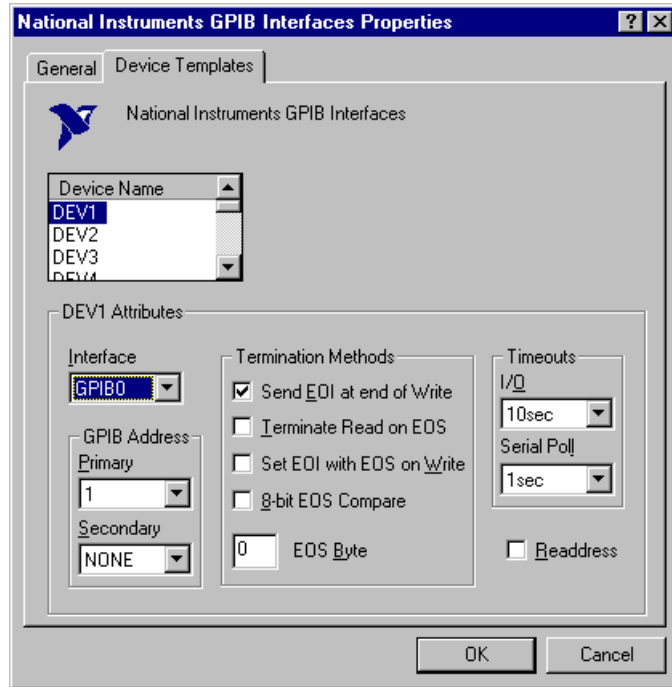 National Instruments GPIB Interfaces Properties
General
Device Templates
National Instruments GPIB Interfaces
Device Name
DEV1
DEV2
DEV3
DEV4
DEV1 Attributes
Interface
GPIB0
GPIB Address
Primary
1
Secondary
NONE
Termination Methods
Send EOI at end of Write
Terminate Read on EOS
Set EOI with EOS on Write
8-bit EOS Compare
0 EOS Byte
Timeouts
I/O
10sec
Serial Poll
1sec
Readdress
OK
Cancel